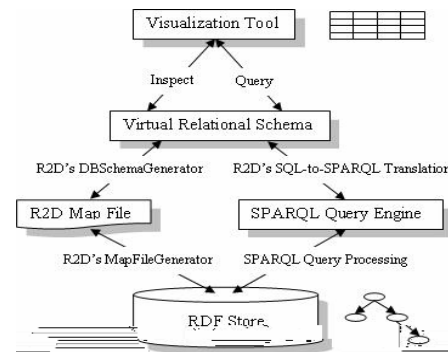 Visualization Tool
Inspect
Query
Virtual Relational Schema
R2D's DBSchemaGenerator
R2D's SQL-to-SPARQL Translation
R2D Map File
SPARQL Query Engine
R2D's MapFileGenerator
SPARQL Query Processing
RDF Store